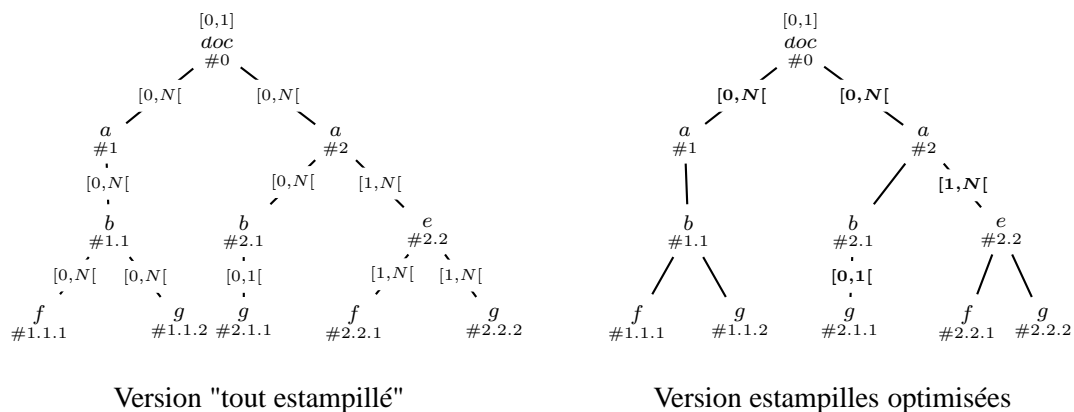 [0,1] [0,1]
doc doc
#0 #0
[0,N[ [0,N[ [0,N[ [0,N[
a a a a
#1 #2 #1 #2
[0,N[ [0,N[ [1,N[ [1,N[
b b e b b e
#1.1 #2.1 #2.2 #1.1 #2.1 #2.2
[0,N[ [0,N[ [0,1[ [1,N[ [1,N[ [0,1[
f g g f g f g g f g
#1.1.1 #1.1.2 #2.1.1 #2.2.1 #2.2.2 #1.1.1 #1.1.2 #2.1.1 #2.2.1 #2.2.2
Version "tout estampillé" Version estampilles optimisées